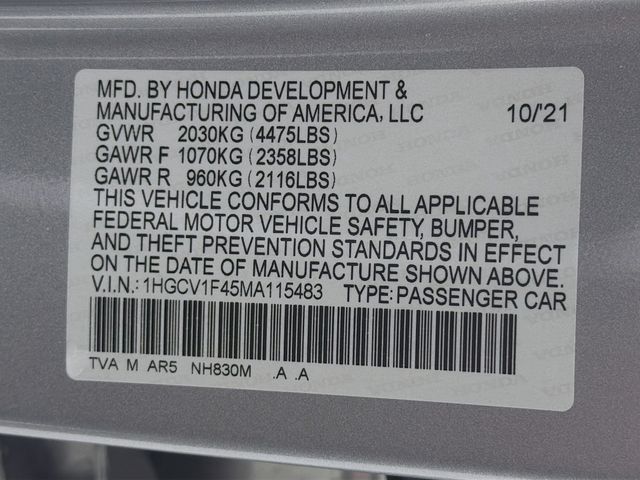 MFD. BY HONDA DEVELOPMENT &
MANUFACTURING OF AMERICA, LLC 10/'21
GVWR 2030KG (4475LBS)
GAWR F 1070KG (2358LBS)
GAWR R 960KG (2116LBS)
THIS VEHICLE CONFORMS TO ALL APPLICABLE
FEDERAL MOTOR VEHICLE SAFETY, BUMPER,
AND THEFT PREVENTION STANDARDS IN EFFECT
ON THE DATE OF MANUFACTURE SHOWN ABOVE.
V.I.N.: 1HGCV1F45MA115483 TYPE: PASSENGER CAR
TVA M AR5 NH830M .A .A